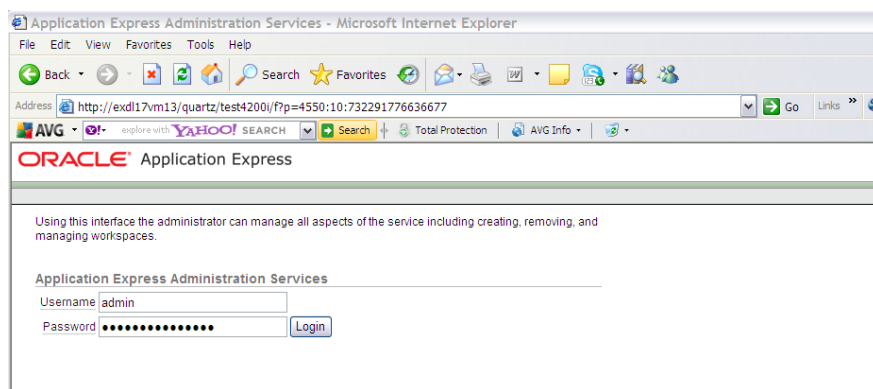 Application Express Administration Services - Microsoft Internet Explorer
File Edit View Favorites Tools Help
Back Search Favorites
Address http://exdl17vm13/quartz/test4200i/f?p=4550:10:732291776636677 Go Links »
AVG explore with YAHOO! SEARCH Search Total Protection AVG Info
ORACLE Application Express
Using this interface the administrator can manage all aspects of the service including creating, removing, and
managing workspaces.
Application Express Administration Services
Username admin
Password ●●●●●●●●●●●●●●● Login